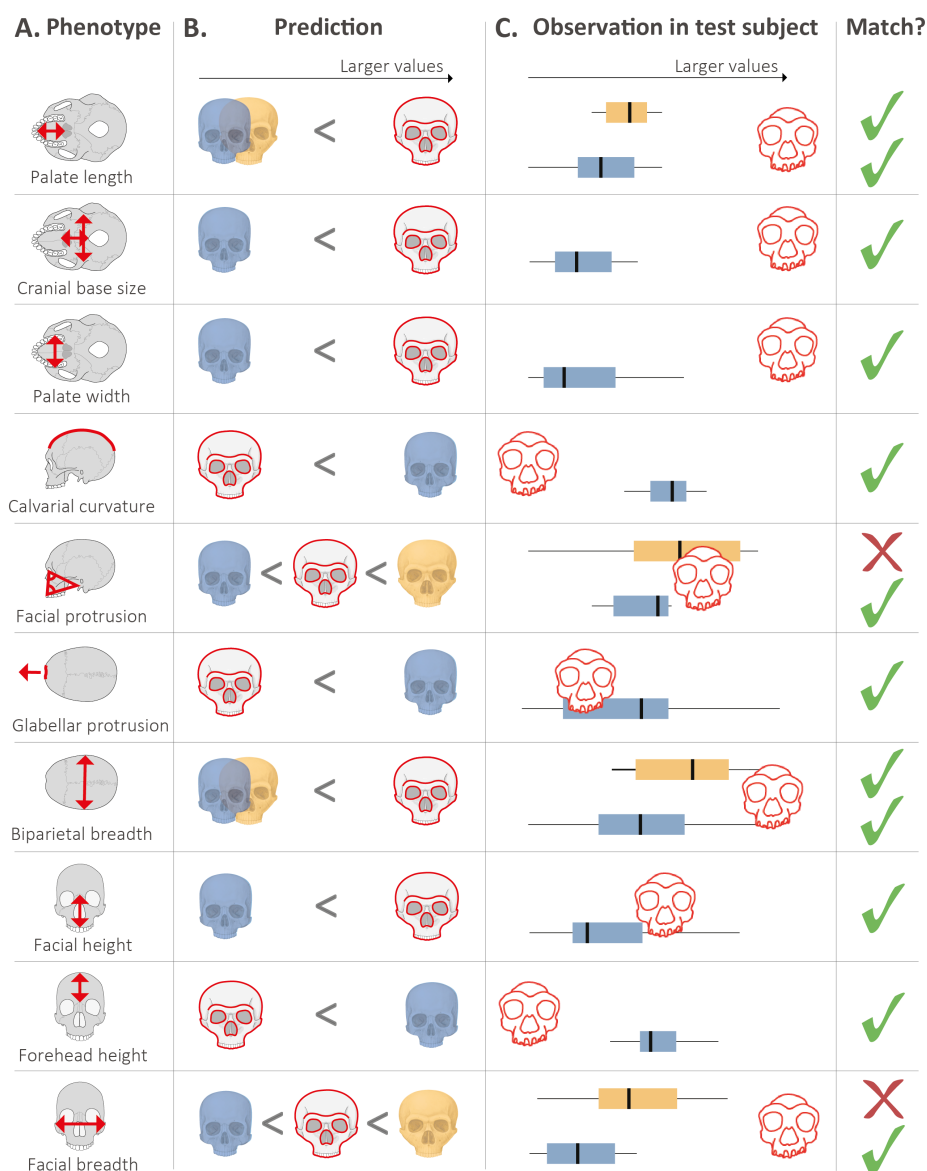 A. Phenotype
B. Prediction
C. Observation in test subject
Match?
Larger values
Larger values
Palate length
<
Cranial base size
<
Palate width
<
Calvarial curvature
<
Facial protrusion
< <
Glabellar protrusion
<
Biparietal breadth
<
Facial height
<
Forehead height
<
Facial breadth
< <